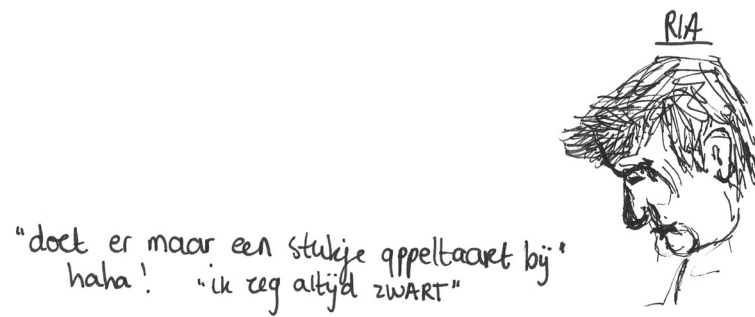 RIA
"doet er maar een stukje appeltaart bij"
haha! "ik zeg altijd ZWART"